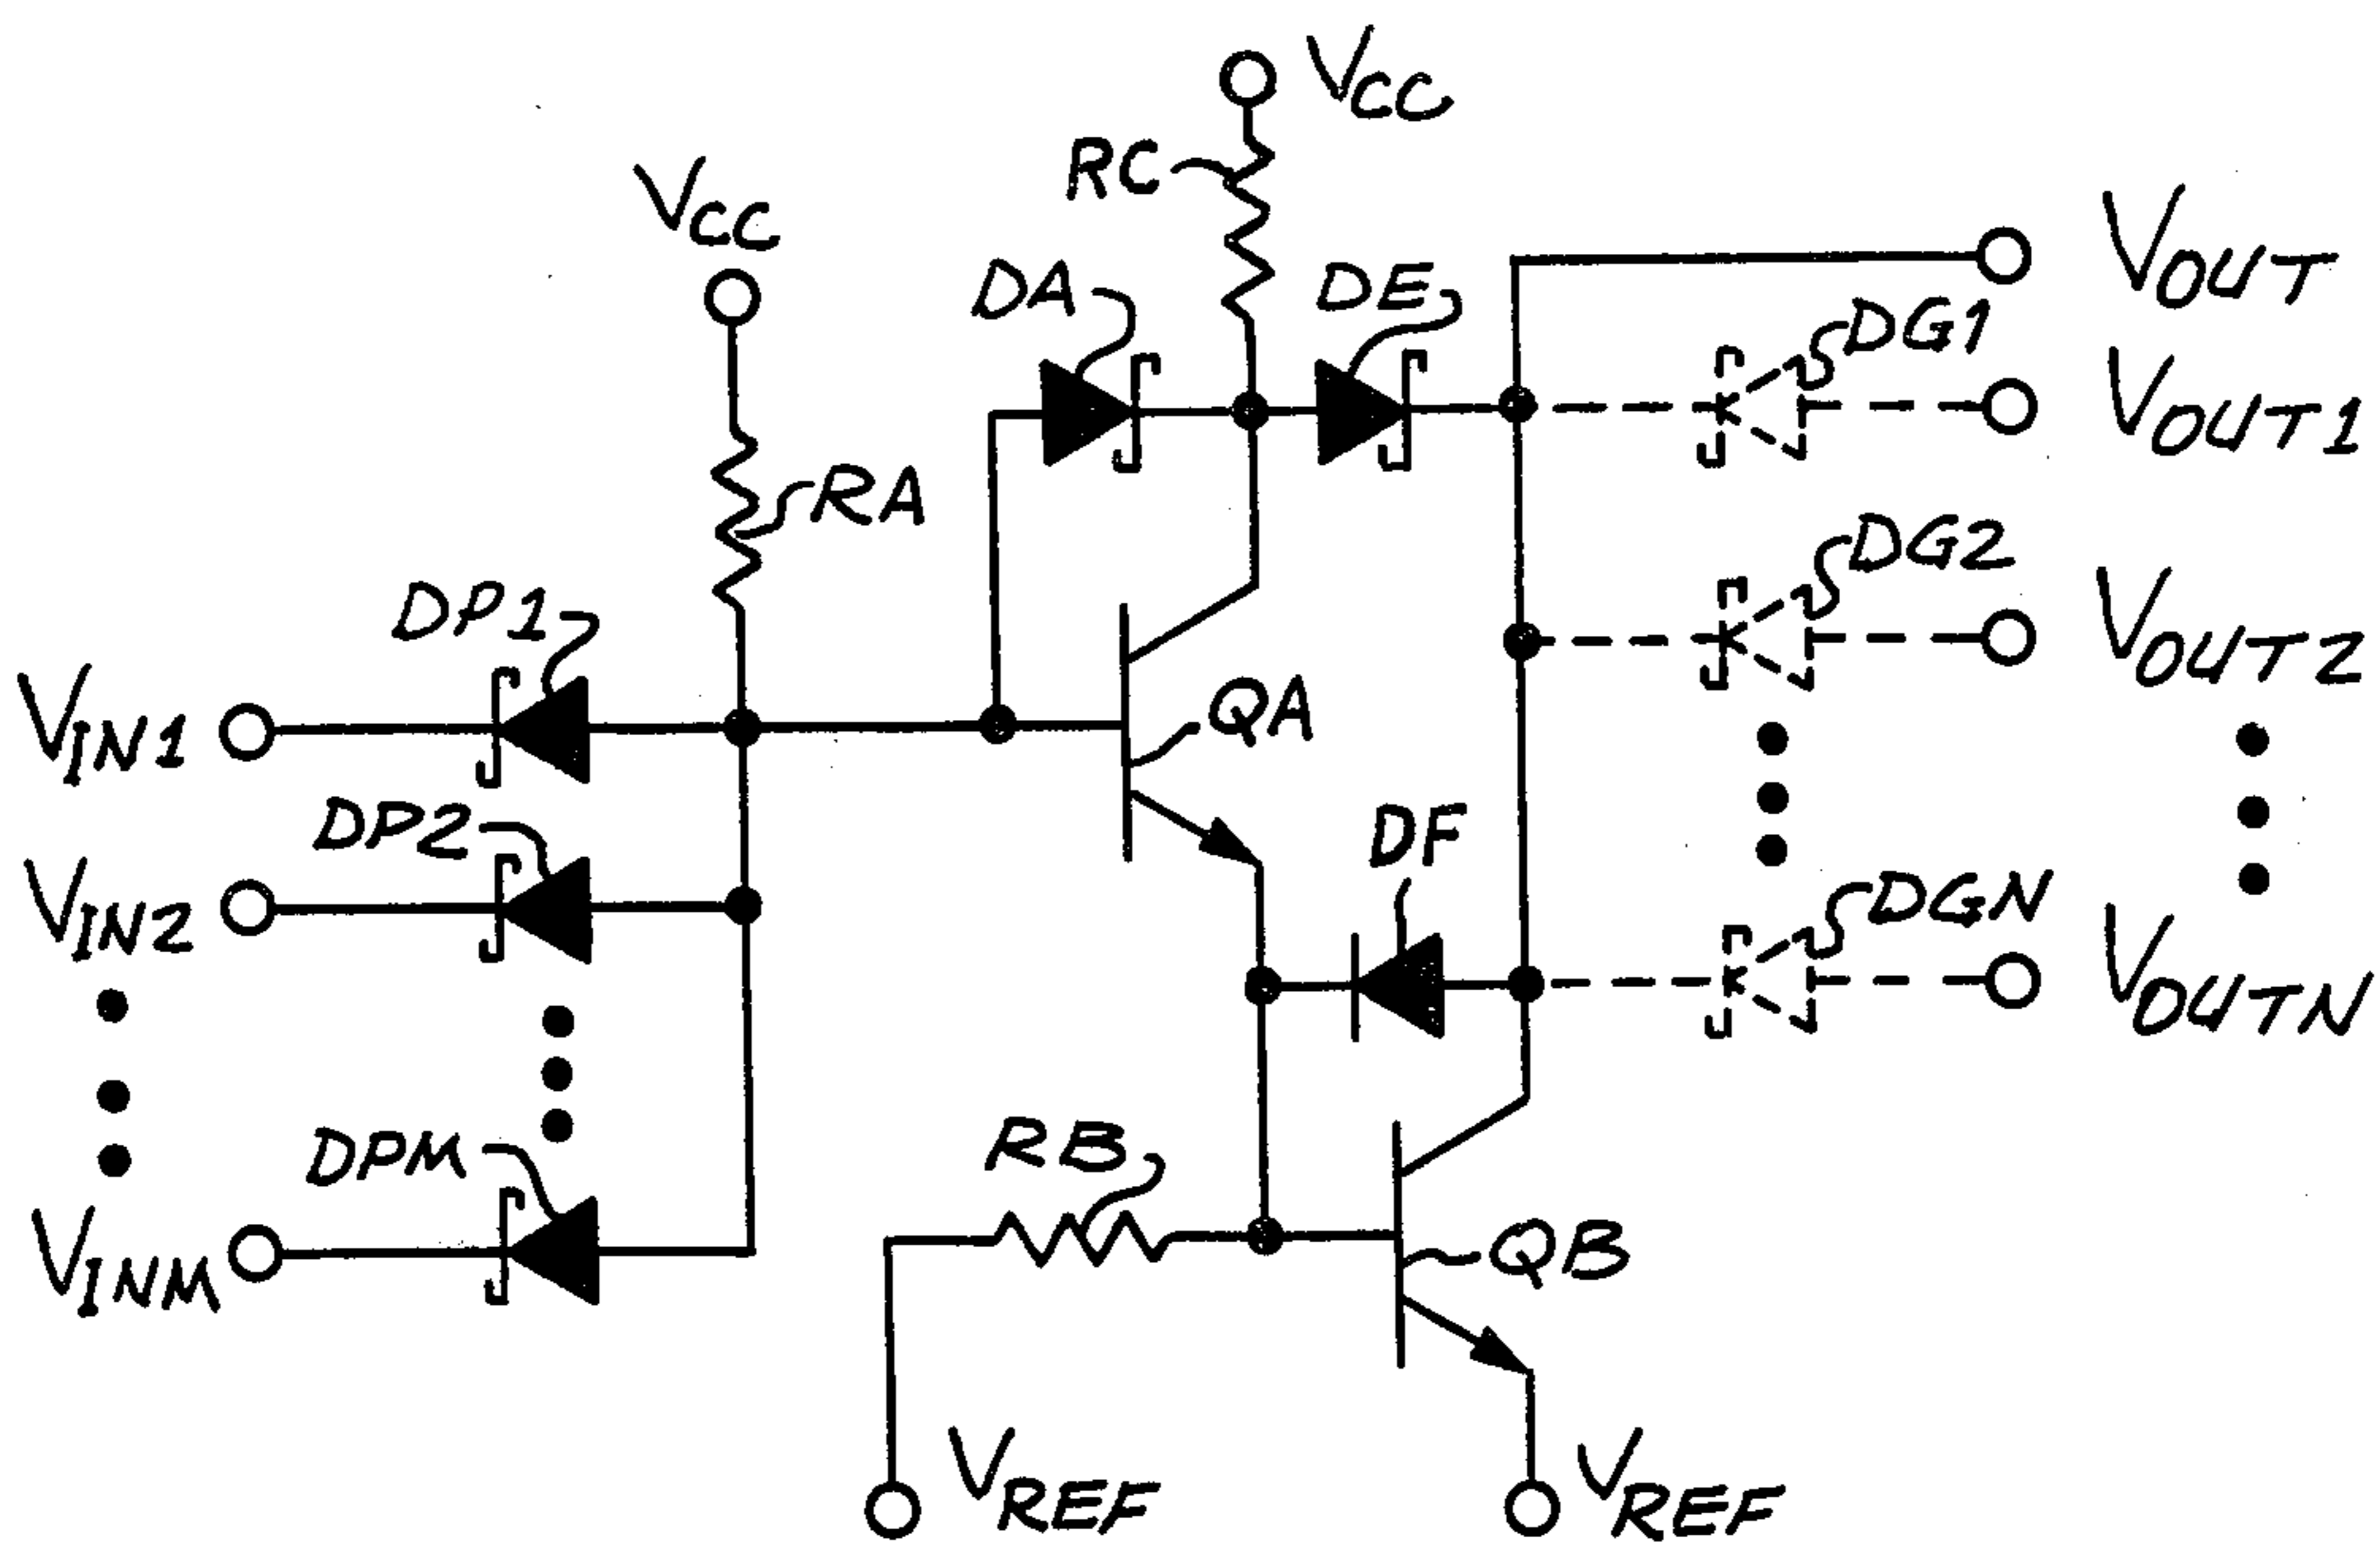 VCC
RC
VCC
DA
DE
VOUT
DG1
VOUT1
RA
DG2
DP1
VOUT2
VIN1
QA
DP2
DF
VIN2
DGN
VOUTN
RB
DPM
VINM
QB
VREF
VREF